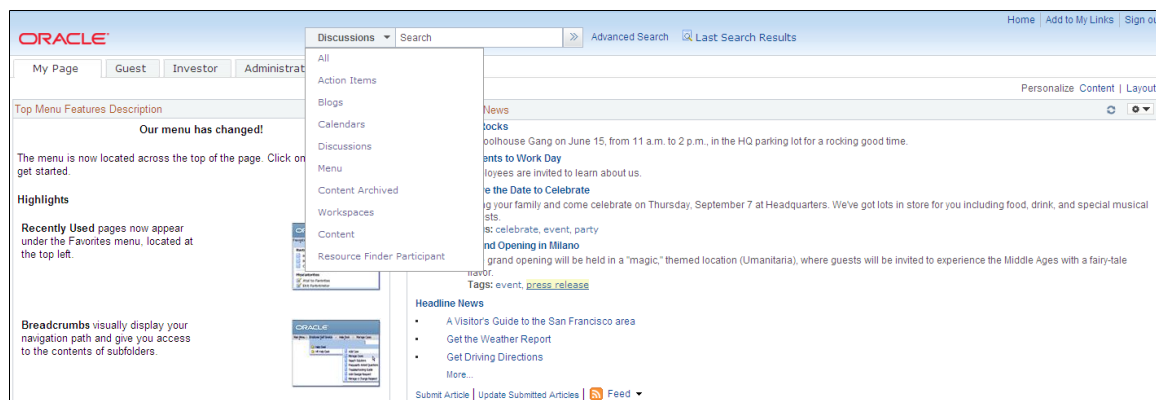 Home | Add to My Links | Sign ou
ORACLE
Discussions Search Advanced Search Last Search Results
All
Action Items
Blogs
Calendars
Discussions
Menu
Content Archived
Workspaces
Content
Resource Finder Participant
My Page Guest Investor Administrat
Personalize Content | Layout
Top Menu Features Description
Our menu has changed!
The menu is now located across the top of the page. Click on
get started.
Highlights
Recently Used pages now appear
under the Favorites menu, located at
the top left.
Breadcrumbs visually display your
navigation path and give you access
to the contents of subfolders.
ORACLE
News
Rocks
oolhouse Gang on June 15, from 11 a.m. to 2 p.m., in the HQ parking lot for a rocking good time.
ents to Work Day
ployees are invited to learn about us.
e the Date to Celebrate
g your family and come celebrate on Thursday, September 7 at Headquarters. We've got lots in store for you including food, drink, and special musical
sts.
s: celebrate, event, party
nd Opening in Milano
grand opening will be held in a "magic," themed location (Umanitaria), where guests will be invited to experience the Middle Ages with a fairy-tale
flavor.
Tags: event, press release
Headline News
A Visitor's Guide to the San Francisco area
Get the Weather Report
Get Driving Directions
More...
Submit Article | Update Submitted Articles | Feed